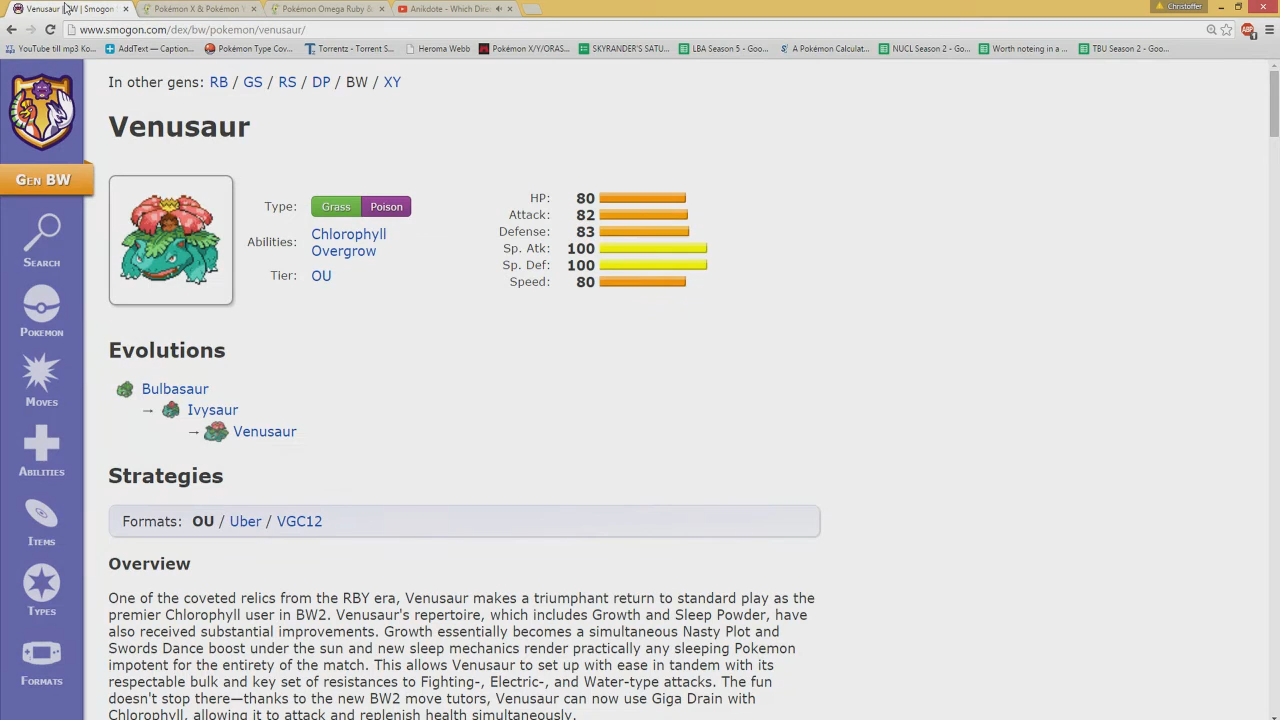 Venusaur BW | Smogon
Pokémon X & Pokémon Y
Pokémon Omega Ruby &
Anikdote - Which Dire
Christoffer
www.smogon.com/dex/bw/pokemon/venusaur/
YouTube till mp3 Ko...
AddText — Caption...
Pokémon Type Cov...
Torrentz - Torrent S...
Heroma Webb
Pokémon X/Y/ORAS...
SKYRANDER'S SATU...
LBA Season 5 - Goo...
A Pokémon Calculat...
NUCL Season 2 - Go...
Worth noteing in a ...
TBU Season 2 - Goo...
In other gens: RB / GS / RS / DP / BW / XY
Venusaur
GEN BW
SEARCH
POKEMON
MOVES
ABILITIES
ITEMS
TYPES
FORMATS
Type: Grass Poison
Abilities: Chlorophyll
Overgrow
Tier: OU
HP: 80
Attack: 82
Defense: 83
Sp. Atk: 100
Sp. Def: 100
Speed: 80
Evolutions
Bulbasaur
→ Ivysaur
→ Venusaur
Strategies
Formats: OU / Uber / VGC12
Overview
One of the coveted relics from the RBY era, Venusaur makes a triumphant return to standard play as the
premier Chlorophyll user in BW2. Venusaur's repertoire, which includes Growth and Sleep Powder, have
also received substantial improvements. Growth essentially becomes a simultaneous Nasty Plot and
Swords Dance boost under the sun and new sleep mechanics render practically any sleeping Pokemon
impotent for the entirety of the match. This allows Venusaur to set up with ease in tandem with its
respectable bulk and key set of resistances to Fighting-, Electric-, and Water-type attacks. The fun
doesn't stop there—thanks to the new BW2 move tutors, Venusaur can now use Giga Drain with
Chlorophyll, allowing it to attack and replenish health simultaneously.